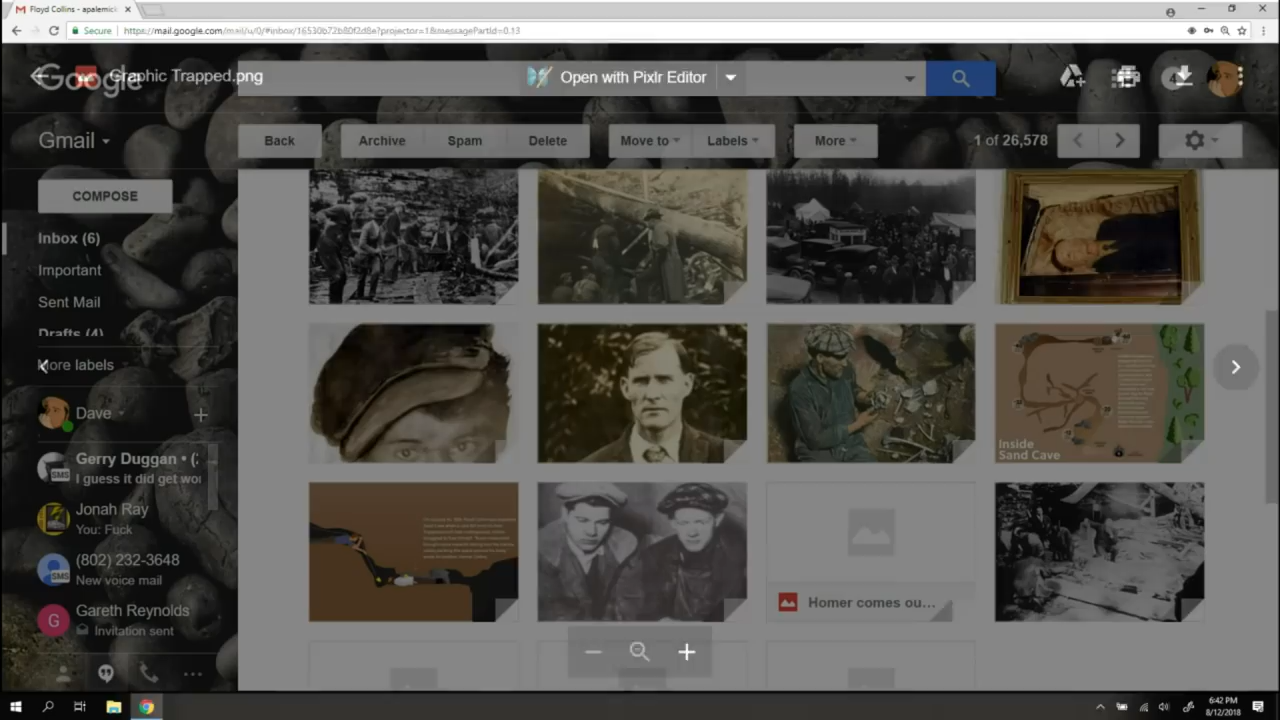 Floyd Collins - apalemick
Secure
https://mail.google.com/mail/u/0/#inbox/16530b72b80f2d8e?projector=1&messagePartId=0.13
Google
Graphic Trapped.png
Open with Pixlr Editor
4
Gmail
Back
Archive
Spam
Delete
Move to
Labels
More
1 of 26,578
COMPOSE
Inbox (6)
Important
Sent Mail
Drafts (4)
More labels
Dave
Gerry Duggan • (
SMS
I guess it did get wor
Jonah Ray
You: Fuck
(802) 232-3648
SMS
New voice mail
G
Gareth Reynolds
Invitation sent
Inside
Sand Cave
Homer comes ou...
6:42 PM
8/12/2018